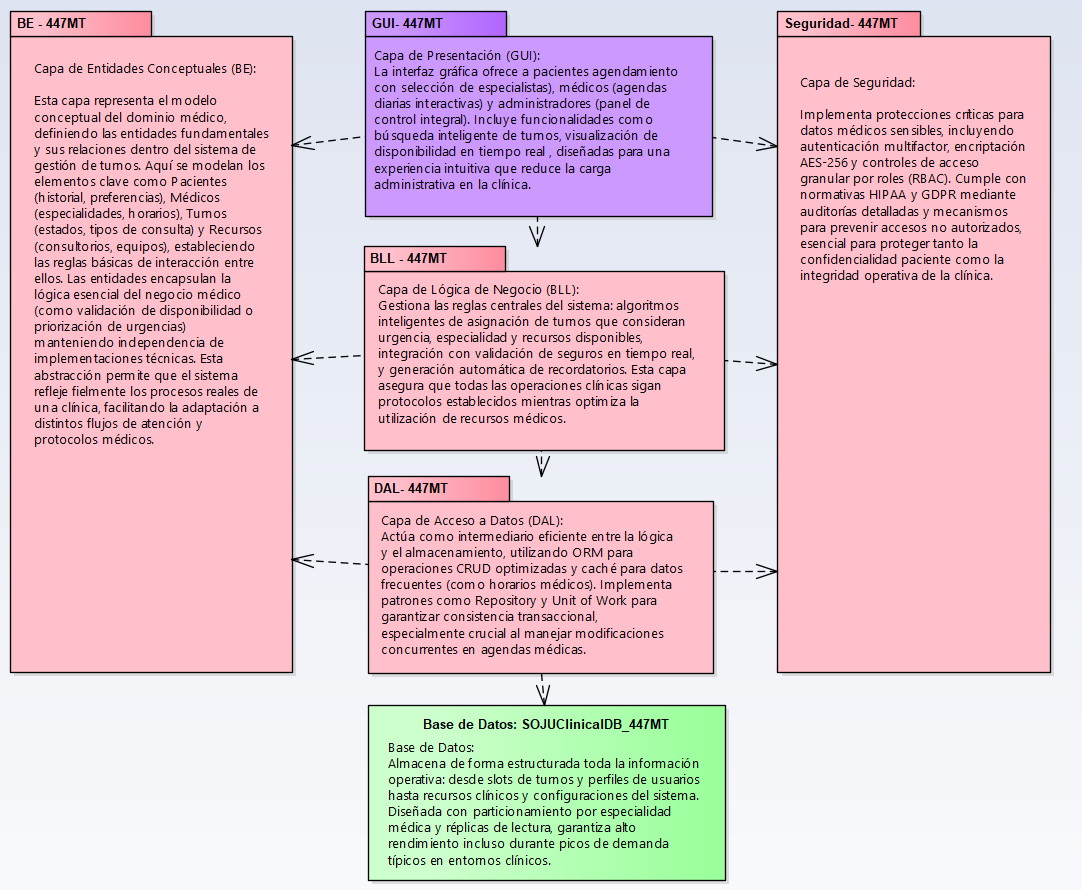 BE - 447MT
Capa de Entidades Conceptuales (BE):
Esta capa representa el modelo
conceptual del dominio médico,
definiendo las entidades fundamentales
y sus relaciones dentro del sistema de
gestión de turnos. Aquí se modelan los
elementos clave como Pacientes
(historial, preferencias), Médicos
(especialidades, horarios), Turnos
(estados, tipos de consulta) y Recursos
(consultorios, equipos), estableciendo
las reglas básicas de interacción entre
ellos. Las entidades encapsulan la
lógica esencial del negocio médico
(como validación de disponibilidad o
priorización de urgencias)
manteniendo independencia de
implementaciones técnicas. Esta
abstracción permite que el sistema
refleje fielmente los procesos reales de
una clínica, facilitando la adaptación a
distintos flujos de atención y
protocolos médicos.
GUI- 447MT
Capa de Presentación (GUI):
La interfaz gráfica ofrece a pacientes agendamiento
con selección de especialistas), médicos (agendas
diarias interactivas) y administradores (panel de
control integral). Incluye funcionalidades como
búsqueda inteligente de turnos, visualización de
disponibilidad en tiempo real , diseñadas para una
experiencia intuitiva que reduce la carga
administrativa en la clínica.
BLL - 447MT
Capa de Lógica de Negocio (BLL):
Gestiona las reglas centrales del sistema: algoritmos
inteligentes de asignación de turnos que consideran
urgencia, especialidad y recursos disponibles,
integración con validación de seguros en tiempo real,
y generación automática de recordatorios. Esta capa
asegura que todas las operaciones clínicas sigan
protocolos establecidos mientras optimiza la
utilización de recursos médicos.
DAL- 447MT
Capa de Acceso a Datos (DAL):
Actúa como intermediario eficiente entre la lógica
y el almacenamiento, utilizando ORM para
operaciones CRUD optimizadas y caché para datos
frecuentes (como horarios médicos). Implementa
patrones como Repository y Unit of Work para
garantizar consistencia transaccional,
especialmente crucial al manejar modificaciones
concurrentes en agendas médicas.
Base de Datos: SOJUClinicalDB_447MT
Base de Datos:
Almacena de forma estructurada toda la información
operativa: desde slots de turnos y perfiles de usuarios
hasta recursos clínicos y configuraciones del sistema.
Diseñada con particionamiento por especialidad
médica y réplicas de lectura, garantiza alto
rendimiento incluso durante picos de demanda
típicos en entornos clínicos.
Seguridad- 447MT
Capa de Seguridad:
Implementa protecciones críticas para
datos médicos sensibles, incluyendo
autenticación multifactor, encriptación
AES-256 y controles de acceso
granular por roles (RBAC). Cumple con
normativas HIPAA y GDPR mediante
auditorías detalladas y mecanismos
para prevenir accesos no autorizados,
esencial para proteger tanto la
confidencialidad paciente como la
integridad operativa de la clínica.